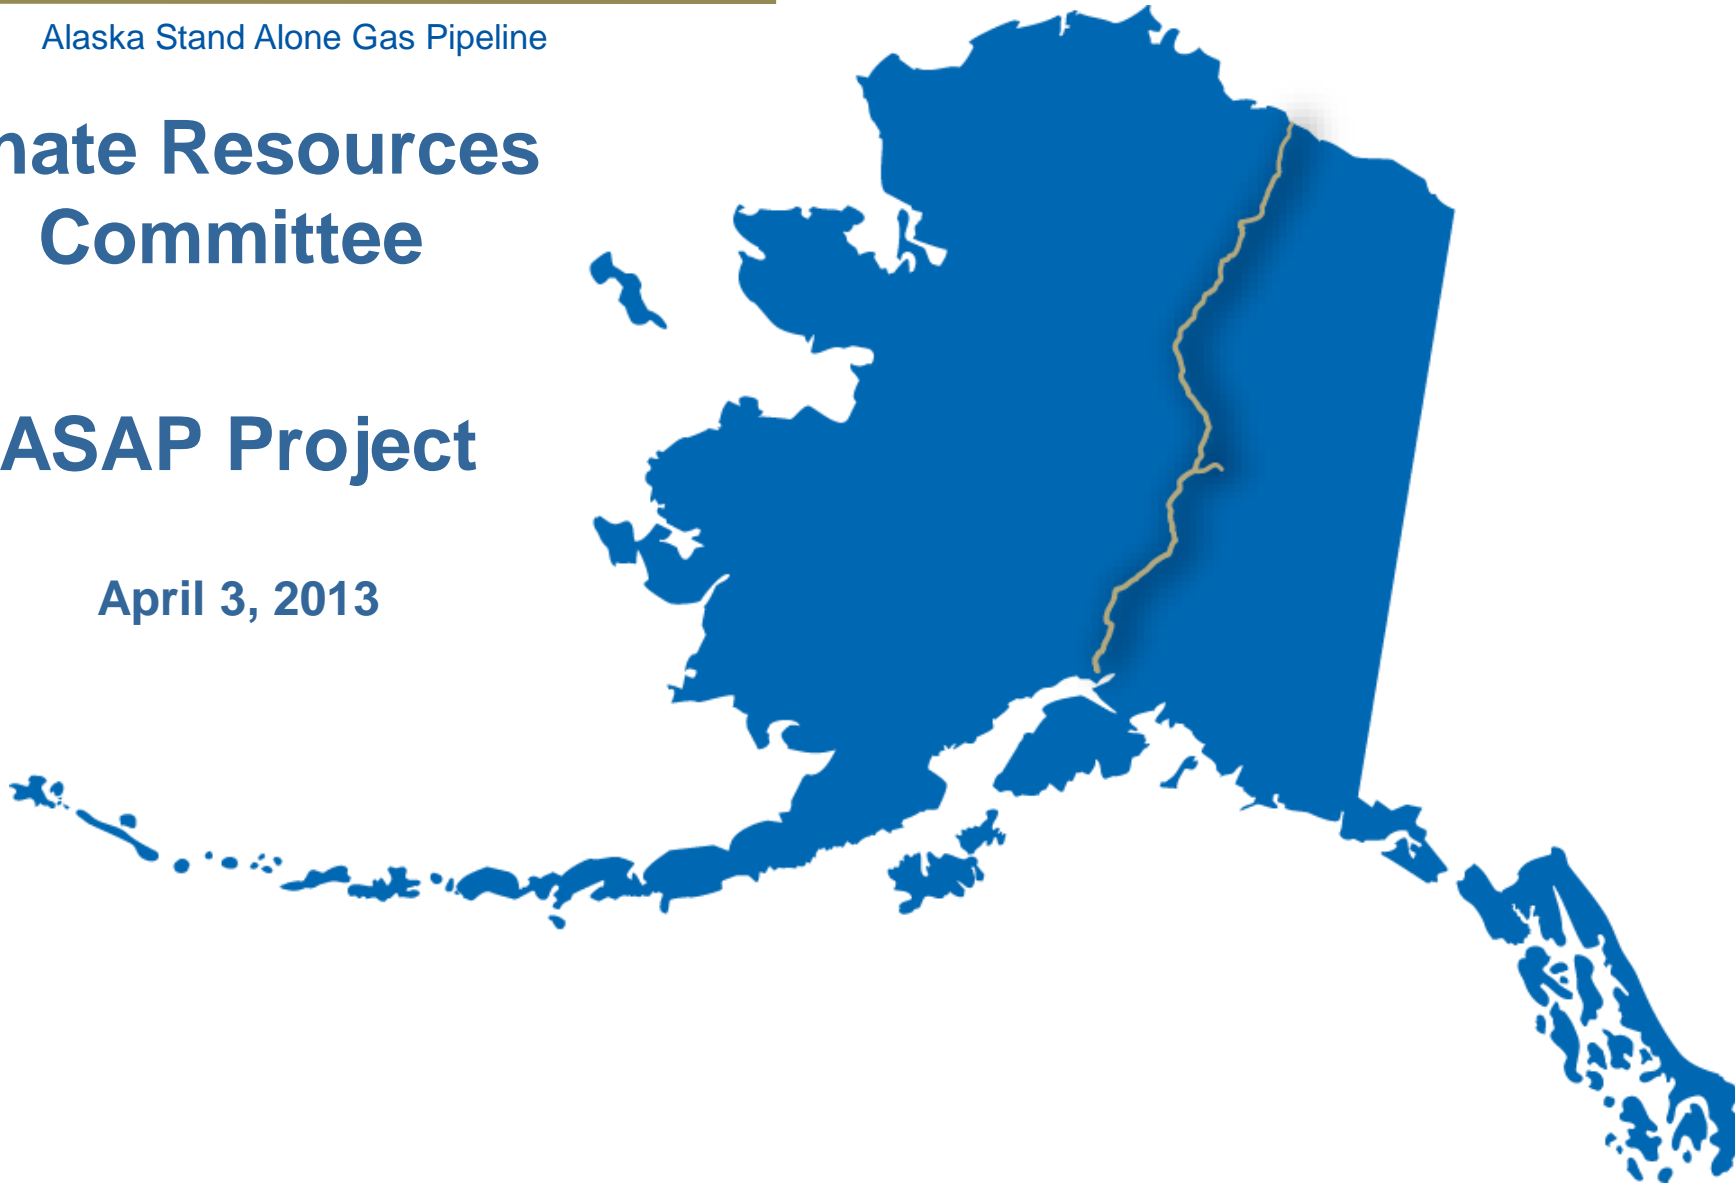 Alaska Stand Alone Gas Pipeline
nate Resources
Committee
ASAP Project
April 3, 2013